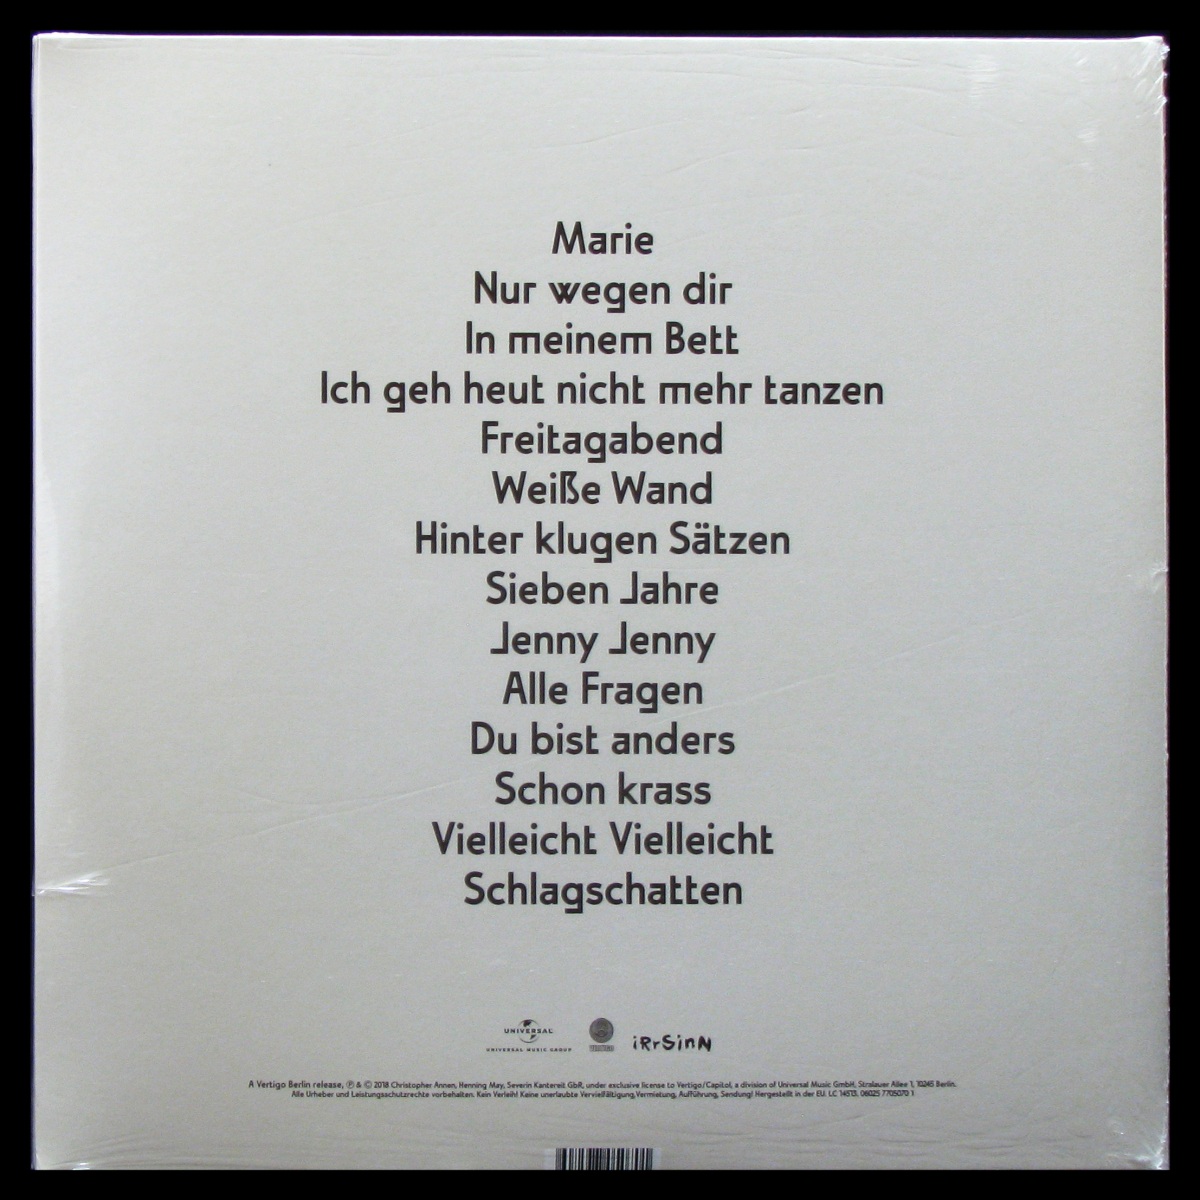 Marie
Nur wegen dir
In meinem Bett
Ich geh heut nicht mehr tanzen
Freitagabend
Weiße Wand
Hinter klugen Sätzen
Sieben Jahre
Jenny Jenny
Alle Fragen
Du bist anders
Schon krass
Vielleicht Vielleicht
Schlagschatten
UNIVERSAL
UNIVERSAL MUSIC GROUP
VERTIGO
iRrSinN
A Vertigo Berlin release, ℗ & © 2018 Christopher Annen, Henning May, Severin Kantereit GbR, under exclusive license to Vertigo/Capitol, a division of Universal Music GmbH, Stralauer Allee 1, 10245 Berlin.
Alle Urheber und Leistungsschutzrechte vorbehalten. Kein Verleih! Keine unerlaubte Vervielfältigung, Vermietung, Aufführung, Sendung! Hergestellt in der EU. LC 14513. 06025 7705070 1